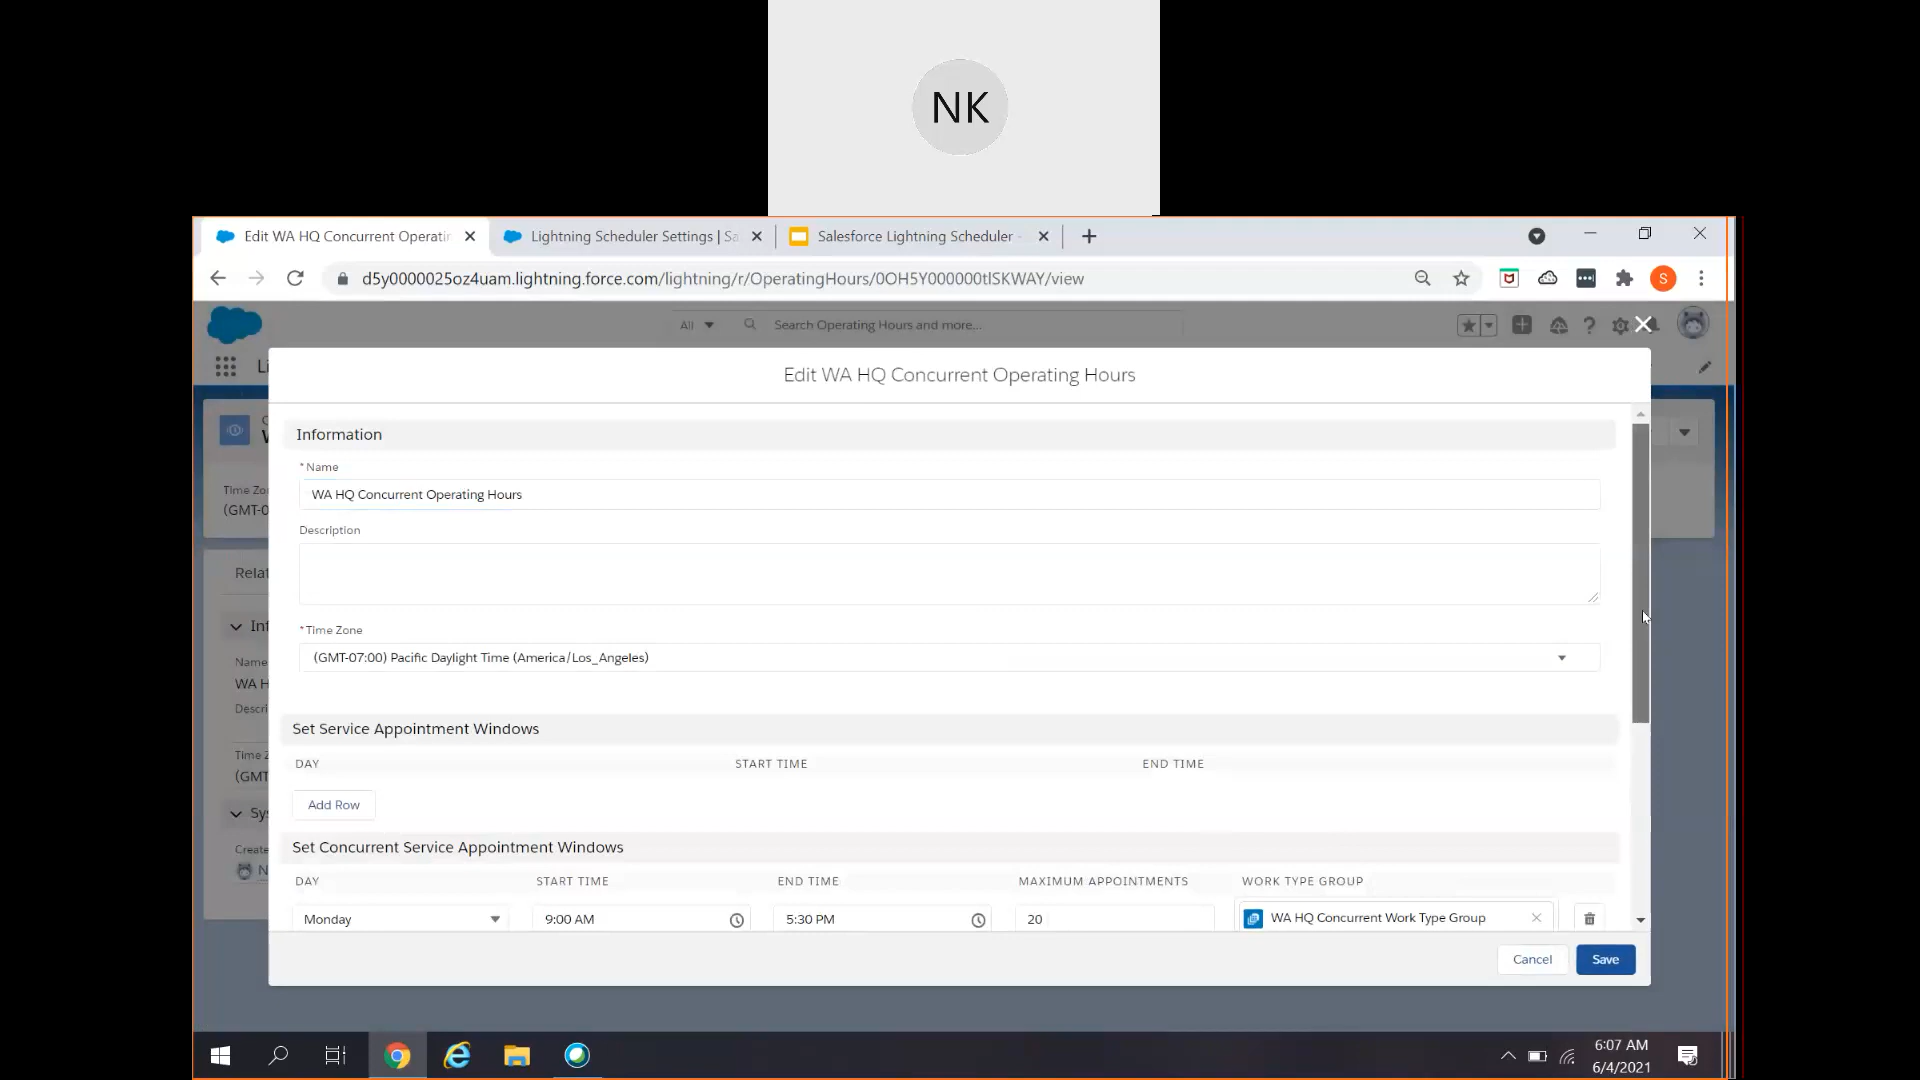 NK
Edit WA HQ Concurrent Operatin
Lightning Scheduler Settings | Sa
Salesforce Lightning Scheduler -
d5y0000025oz4uam.lightning.force.com/lightning/r/OperatingHours/0OH5Y000000tlSKWAY/view
S
All
Search Operating Hours and more...
Edit WA HQ Concurrent Operating Hours
Information
* Name
WA HQ Concurrent Operating Hours
Description
* Time Zone
(GMT-07:00) Pacific Daylight Time (America/Los_Angeles)
Set Service Appointment Windows
DAY START TIME END TIME
Add Row
Set Concurrent Service Appointment Windows
DAY START TIME END TIME MAXIMUM APPOINTMENTS WORK TYPE GROUP
Monday 9:00 AM 5:30 PM 20 WA HQ Concurrent Work Type Group
Cancel Save
Li
Time Zo
(GMT-0
Relat
Inf
Name
WA H
Descri
Time Z
(GMT
Sys
Create
N
6:07 AM
6/4/2021